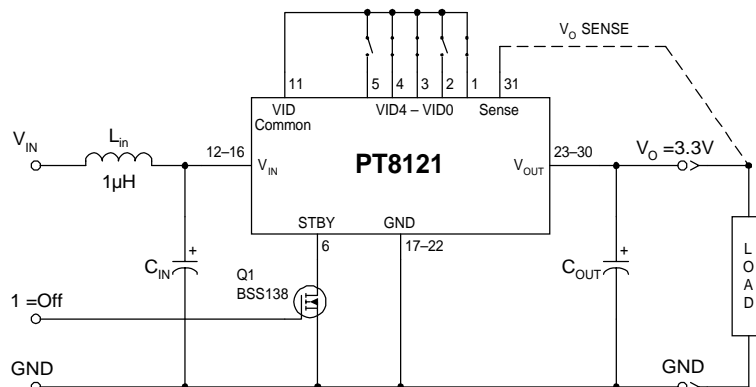 V_O SENSE
11
5
4
3
2
1
31
VID
Common
VID4 – VID0
Sense
V_IN
L_in
1µH
12–16
V_IN
PT8121
V_OUT
23–30
V_O =3.3V
STBY
GND
6
17–22
+
C_IN
Q1
BSS138
+
C_OUT
L
O
A
D
1 =Off
GND
GND